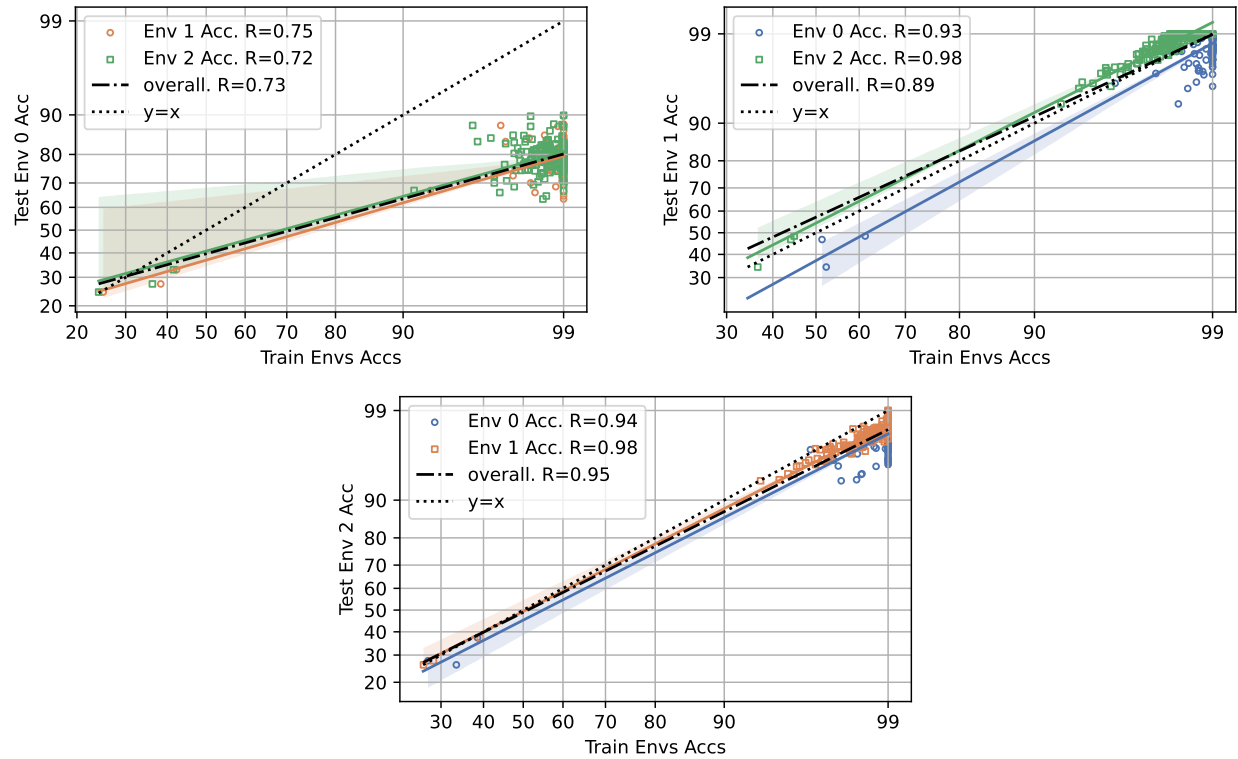 99
90
80
70
60
50
40
30
20
Test Env 0 Acc
Env 1 Acc. R=0.75
Env 2 Acc. R=0.72
overall. R=0.73
y=x
20 30 40 50 60 70 80 90 99
Train Envs Accs
99
90
80
70
60
50
40
30
Test Env 1 Acc
Env 0 Acc. R=0.93
Env 2 Acc. R=0.98
overall. R=0.89
y=x
30 40 50 60 70 80 90 99
Train Envs Accs
99
90
80
70
60
50
40
30
20
Test Env 2 Acc
Env 0 Acc. R=0.94
Env 1 Acc. R=0.98
overall. R=0.95
y=x
30 40 50 60 70 80 90 99
Train Envs Accs